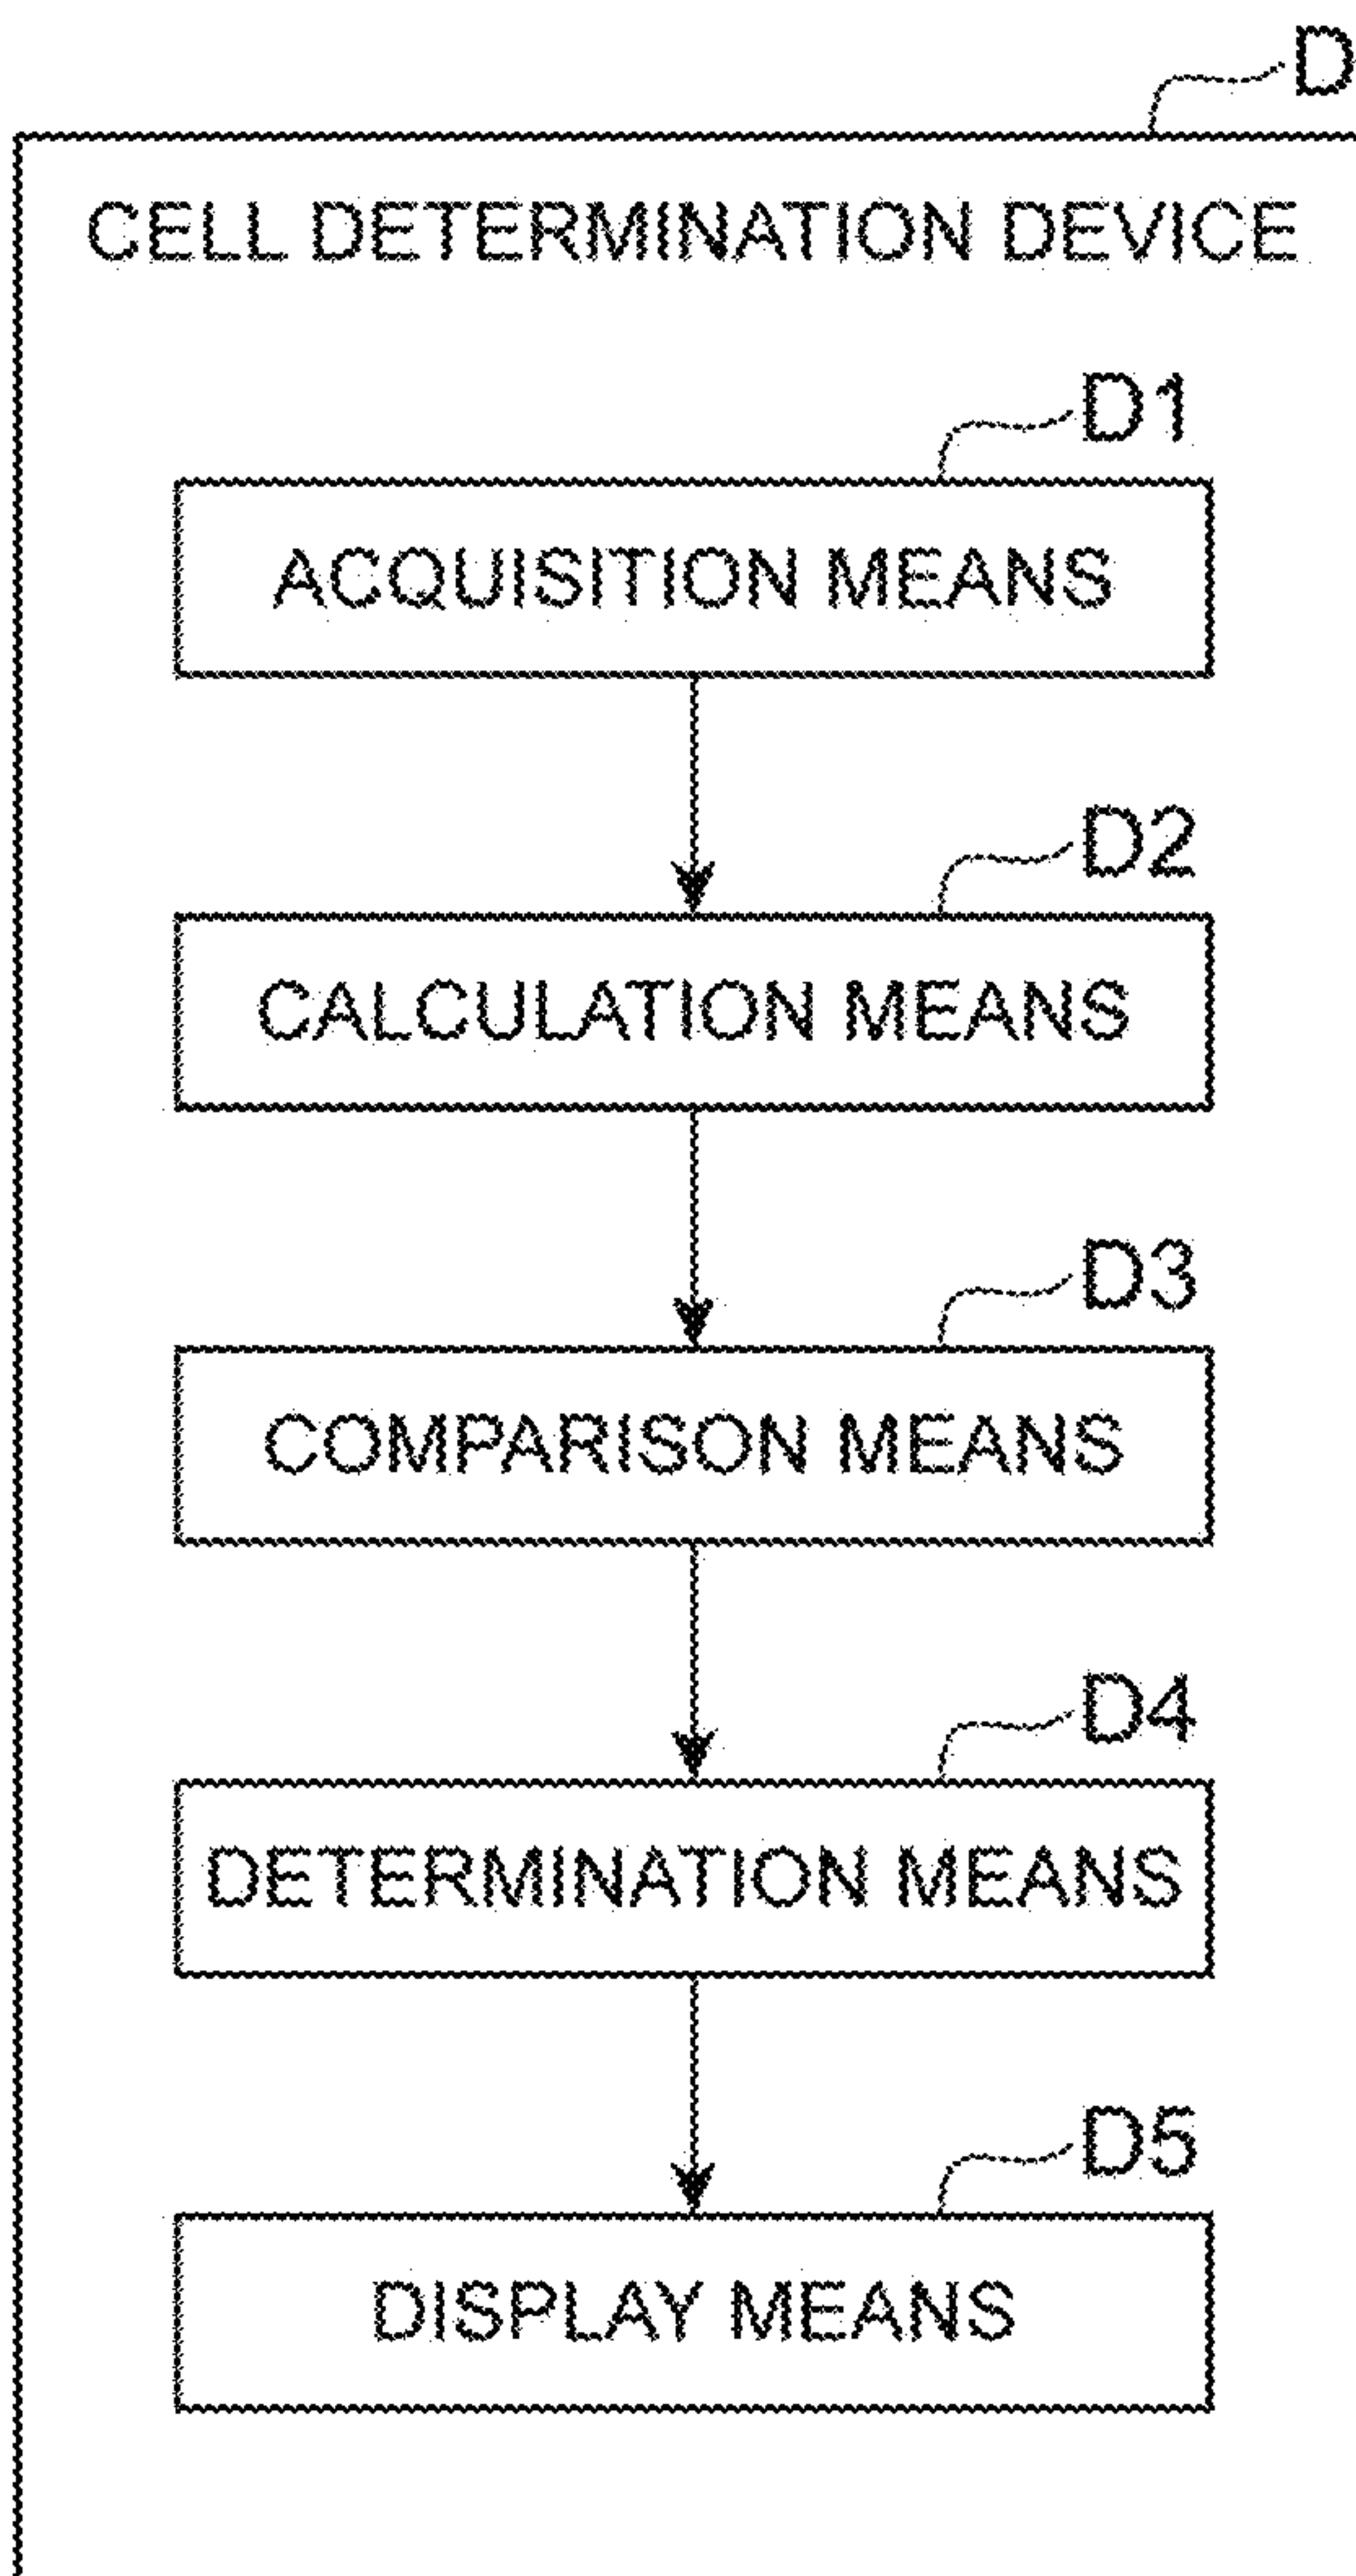 D
CELL DETERMINATION DEVICE
D1
ACQUISITION MEANS
D2
CALCULATION MEANS
D3
COMPARISON MEANS
D4
DETERMINATION MEANS
D5
DISPLAY MEANS